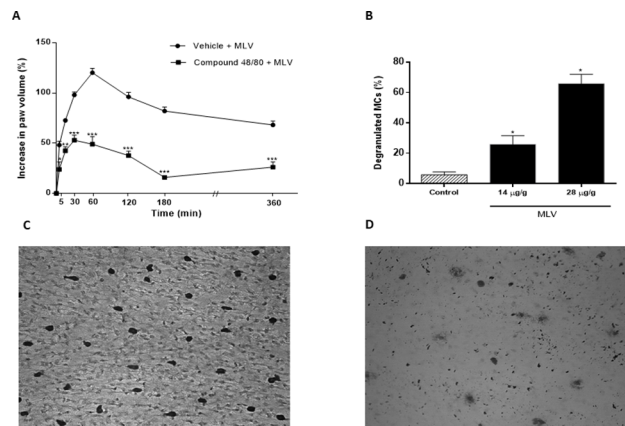 A
Increase in paw volume (%)
150
100
50
0
Vehicle + MLV
Compound 48/80 + MLV
*
**
***
***
***
***
***
5 30 60 120 180 360
Time (min)
B
Degranulated MCs (%)
80
60
40
20
0
*
*
Control 14 µg/g 28 µg/g
MLV
C
D